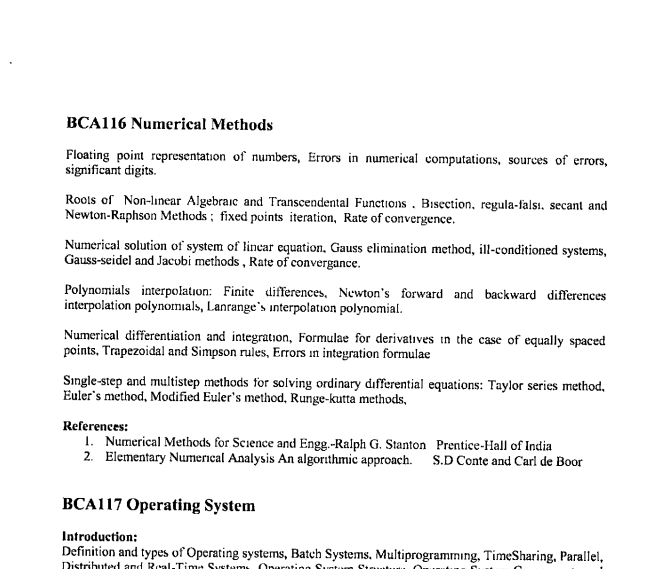 BCA116 Numerical Methods
Floating point representation of numbers, Errors in numerical computations, sources of errors,
significant digits.
Roots of Non-linear Algebraic and Transcendental Functions . Bisection, regula-falsi, secant and
Newton-Raphson Methods ; fixed points iteration, Rate of convergence.
Numerical solution of system of linear equation, Gauss elimination method, ill-conditioned systems,
Gauss-seidel and Jacobi methods , Rate of convergance.
Polynomials interpolation: Finite differences, Newton's forward and backward differences
interpolation polynomials, Lanrange's interpolation polynomial.
Numerical differentiation and integration, Formulae for derivatives in the case of equally spaced
points, Trapezoidal and Simpson rules, Errors in integration formulae
Single-step and multistep methods for solving ordinary differential equations: Taylor series method,
Euler's method, Modified Euler's method, Runge-kutta methods,
References:
1. Numerical Methods for Science and Engg.-Ralph G. Stanton Prentice-Hall of India
2. Elementary Numerical Analysis An algorithmic approach. S.D Conte and Carl de Boor
BCA117 Operating System
Introduction:
Definition and types of Operating systems, Batch Systems, Multiprogramming, TimeSharing, Parallel,
Distributed and Real-Time Systems, Operating System Structure, Operating System